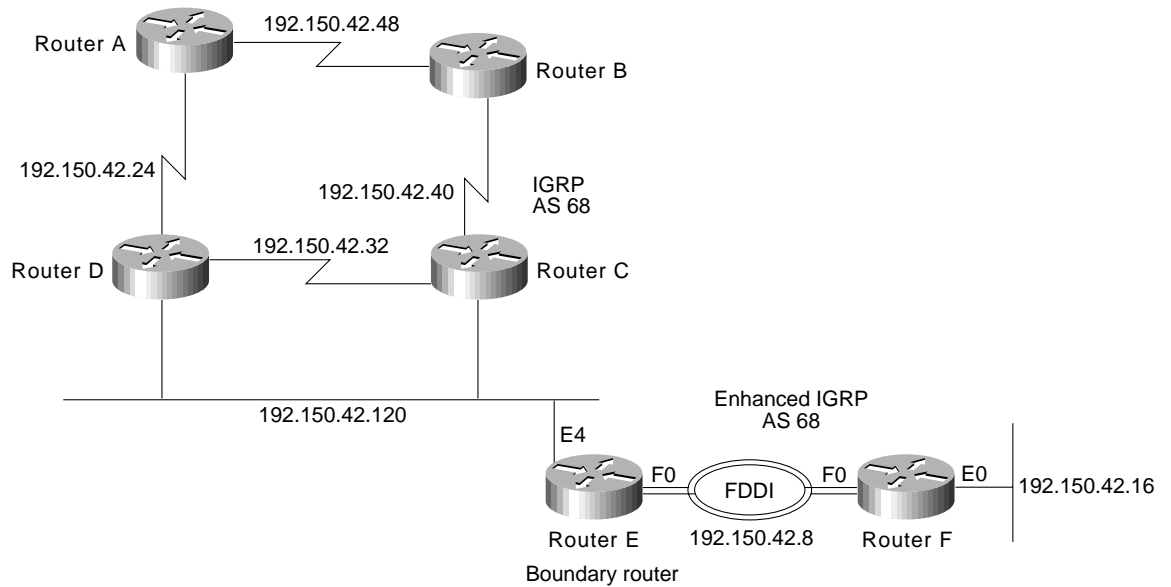 192.150.42.48
Router A
Router B
192.150.42.24
192.150.42.40
IGRP
AS 68
192.150.42.32
Router D
Router C
192.150.42.120
Enhanced IGRP
AS 68
E4
F0
FDDI
F0
E0
192.150.42.16
Router E
192.150.42.8
Router F
Boundary router